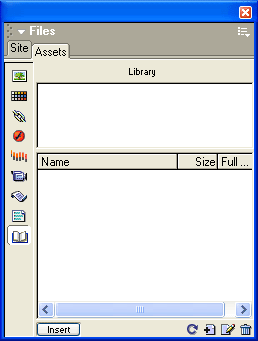 Files
Site Assets
Library
Name Size Full ...
Insert